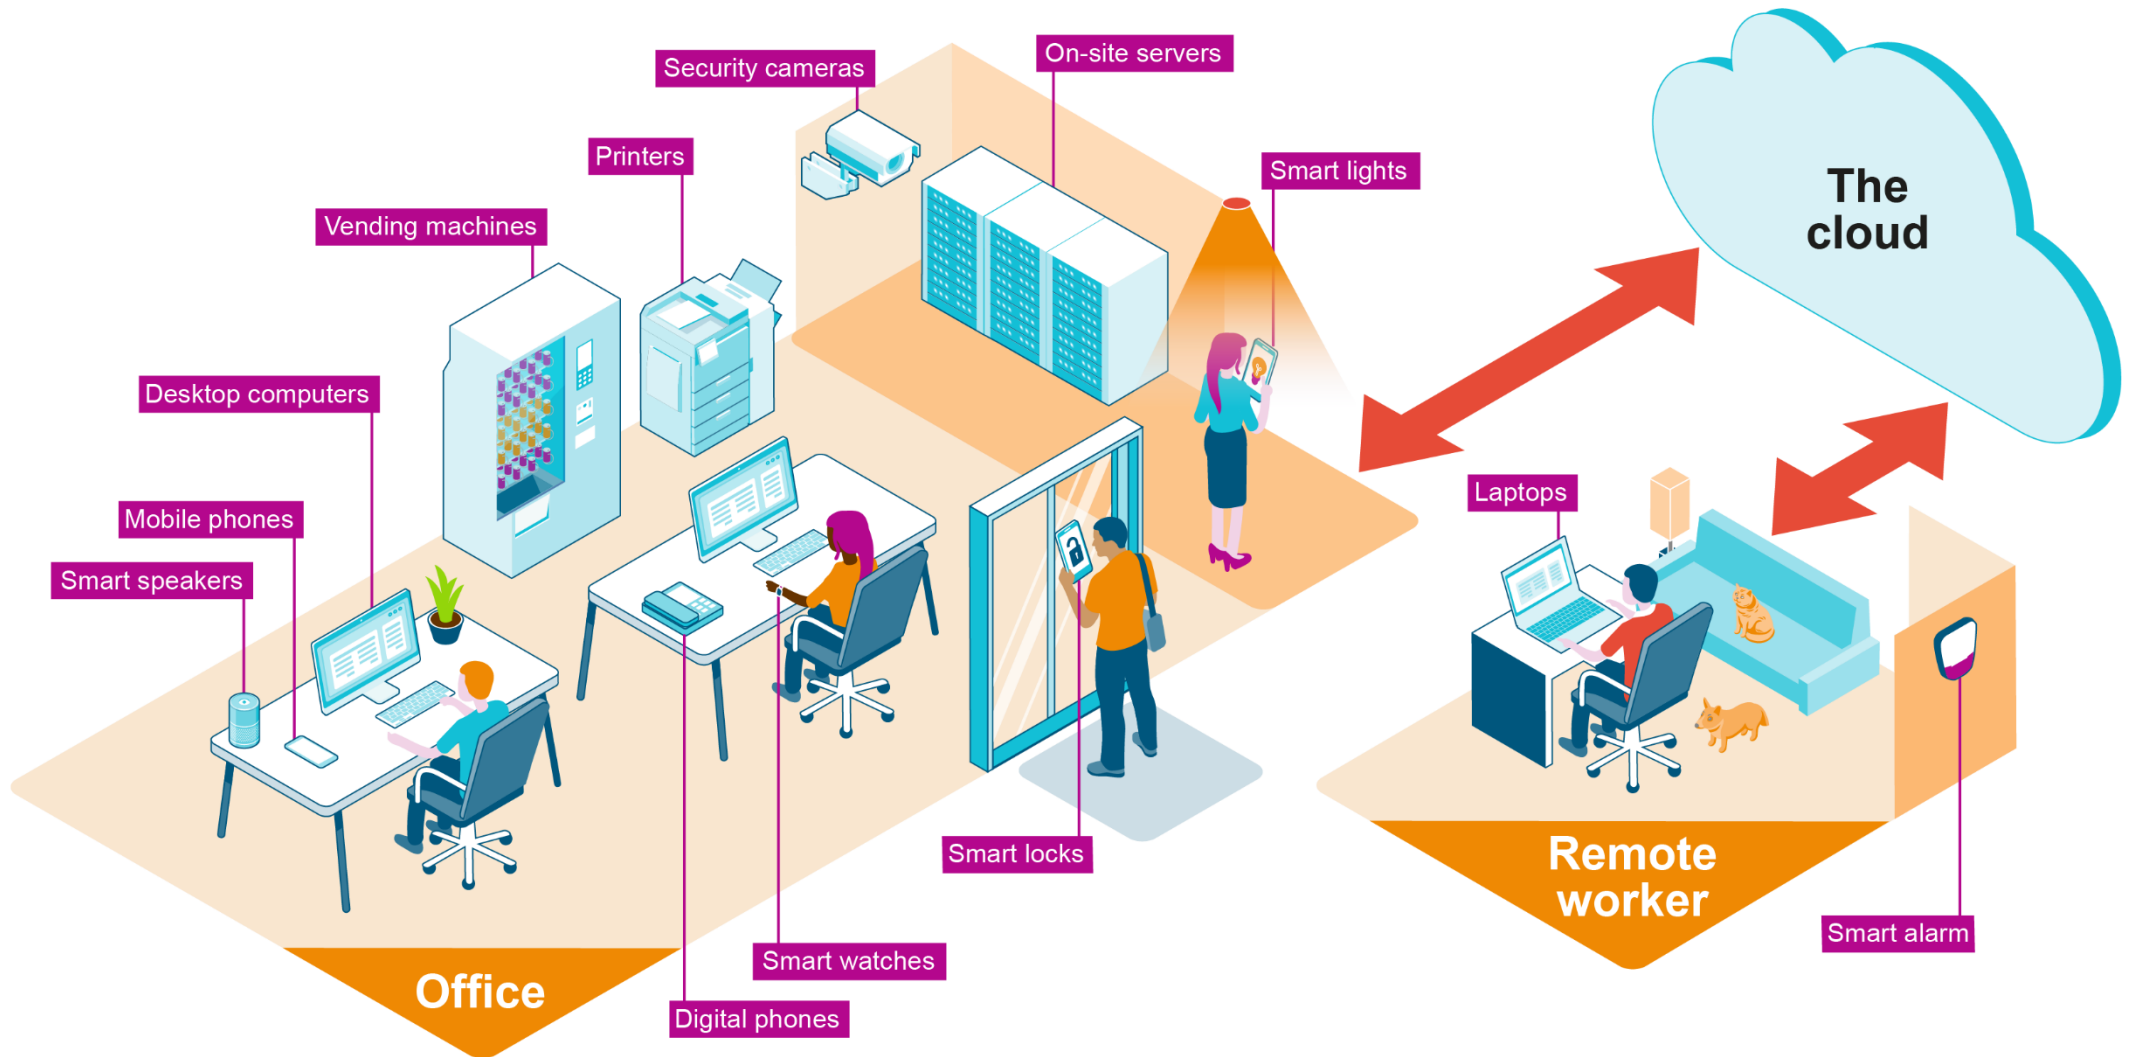 On-site servers
Security cameras
Printers
Smart lights
Vending machines
The
cloud
Desktop computers
Laptops
Mobile phones
Smart speakers
Smart locks
Remote
worker
Smart alarm
Smart watches
Office
Digital phones